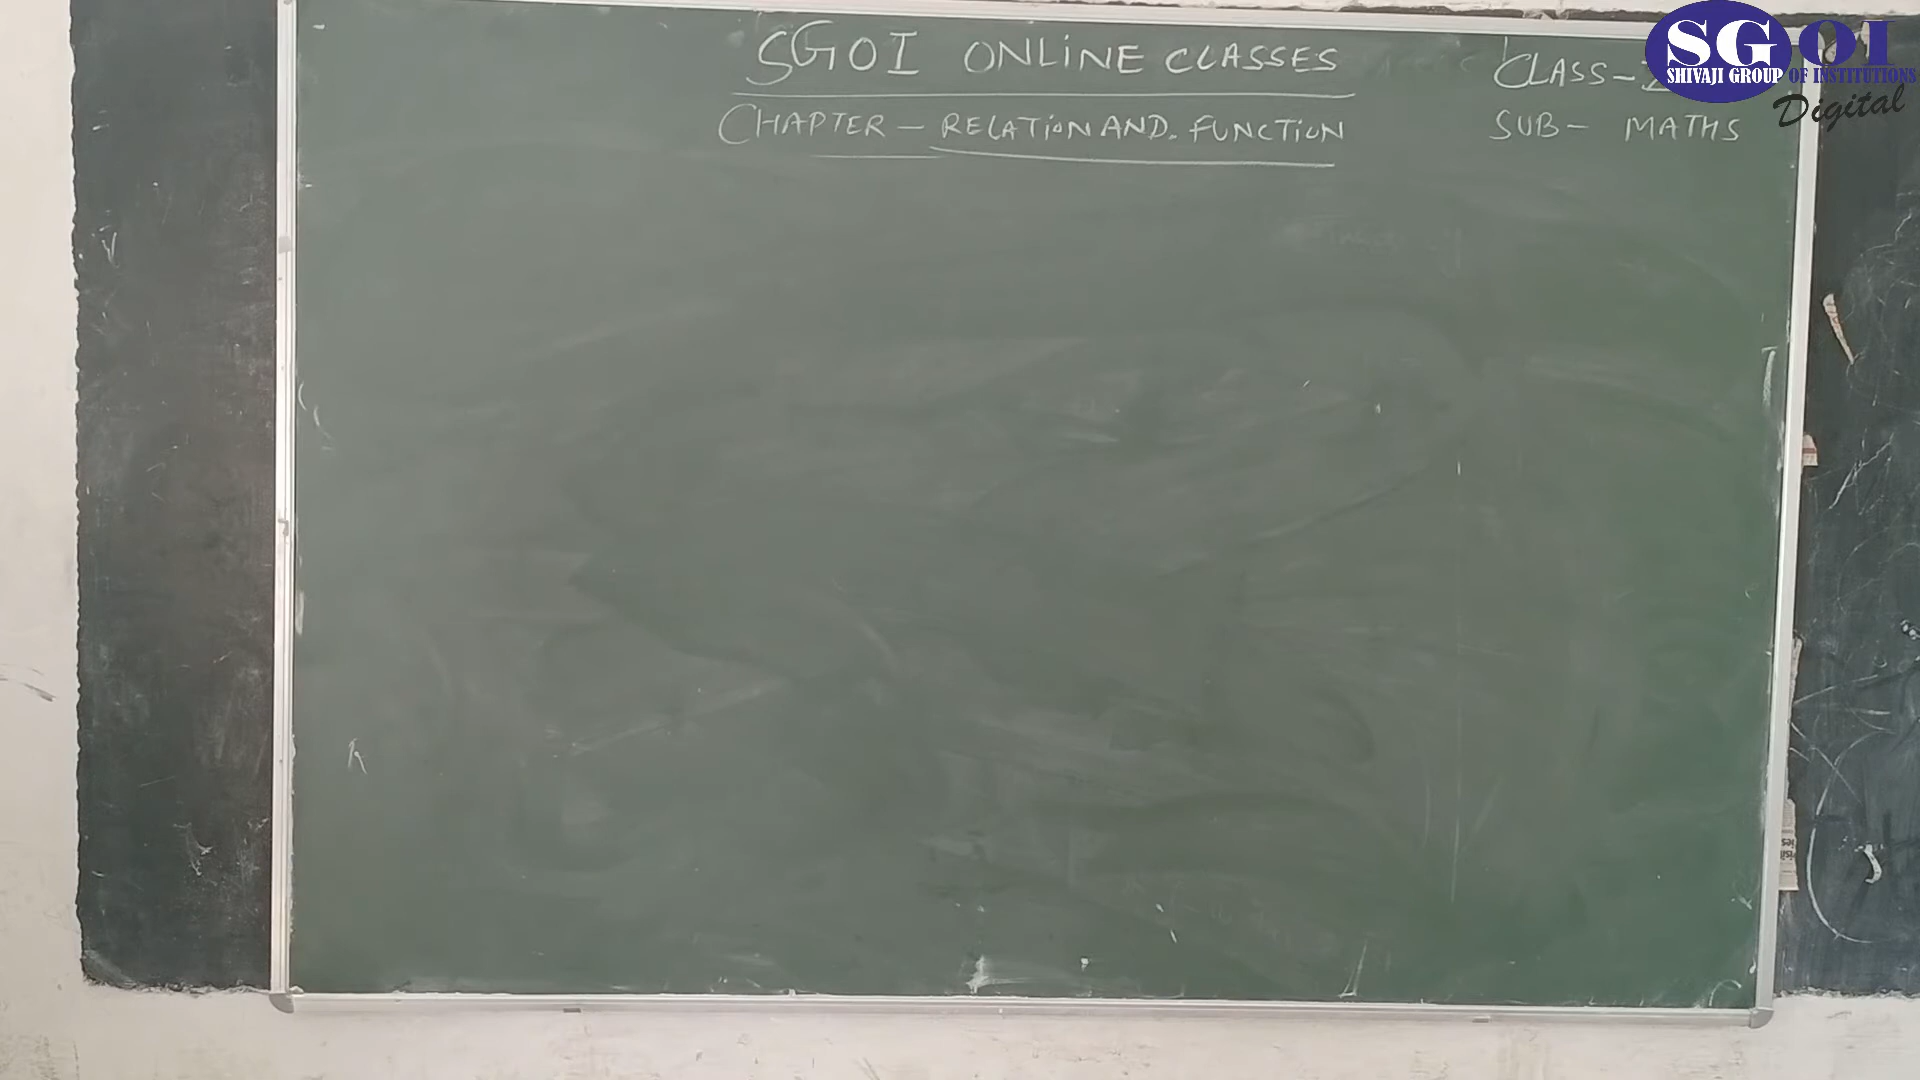 SGOI ONLINE CLASSES
CHAPTER - RELATION AND. FUNCTION
CLASS -
SUB - MATHS
SGOI
SHIVAJI GROUP OF INSTITUTIONS
Digital